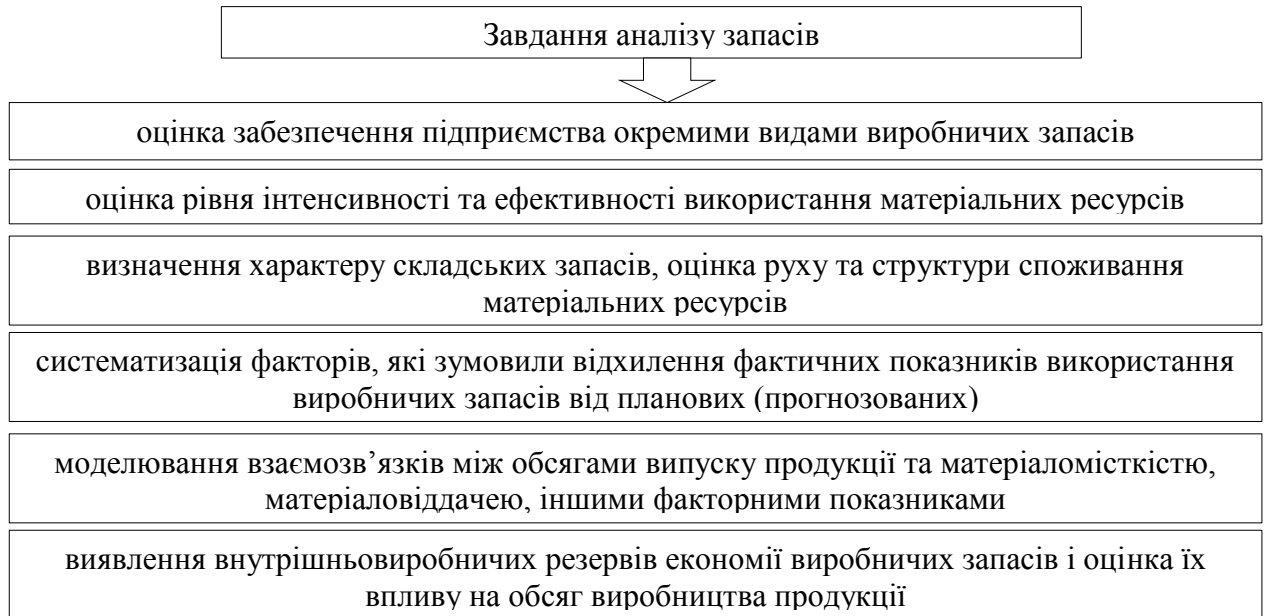 Завдання аналізу запасів
оцінка забезпечення підприємства окремими видами виробничих запасів
оцінка рівня інтенсивності та ефективності використання матеріальних ресурсів
визначення характеру складських запасів, оцінка руху та структури споживання
матеріальних ресурсів
систематизація факторів, які зумовили відхилення фактичних показників використання
виробничих запасів від планових (прогнозованих)
моделювання взаємозв’язків між обсягами випуску продукції та матеріаломісткістю,
матеріаловіддачею, іншими факторними показниками
виявлення внутрішньовиробничих резервів економії виробничих запасів і оцінка їх
впливу на обсяг виробництва продукції